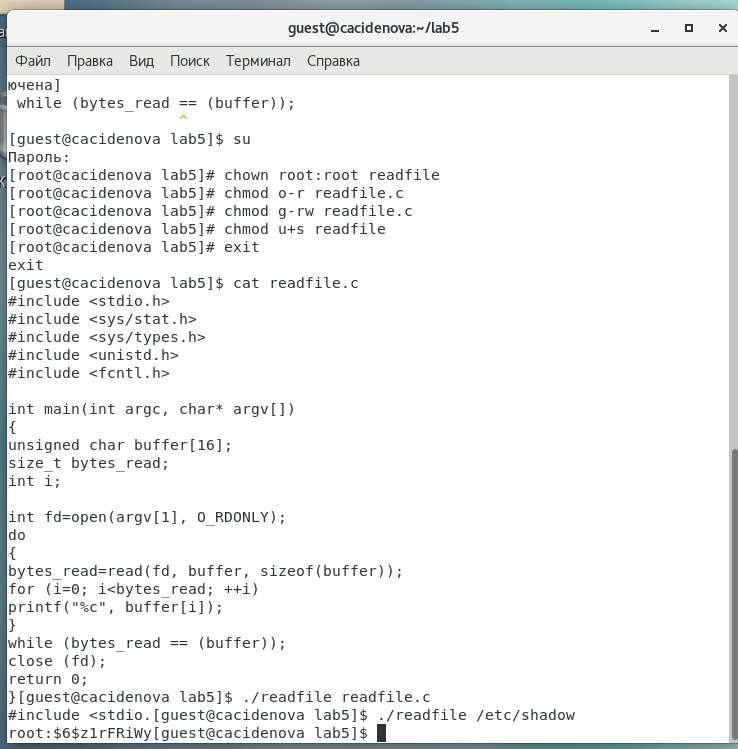 guest@cacidenova:~/lab5
Файл Правка Вид Поиск Терминал Справка
ючена]
 while (bytes_read == (buffer));
                   ^
[guest@cacidenova lab5]$ su
Пароль:
[root@cacidenova lab5]# chown root:root readfile
[root@cacidenova lab5]# chmod o-r readfile.c
[root@cacidenova lab5]# chmod g-rw readfile.c
[root@cacidenova lab5]# chmod u+s readfile
[root@cacidenova lab5]# exit
exit
[guest@cacidenova lab5]$ cat readfile.c
#include <stdio.h>
#include <sys/stat.h>
#include <sys/types.h>
#include <unistd.h>
#include <fcntl.h>

int main(int argc, char* argv[])
{
unsigned char buffer[16];
size_t bytes_read;
int i;

int fd=open(argv[1], O_RDONLY);
do
{
bytes_read=read(fd, buffer, sizeof(buffer));
for (i=0; i<bytes_read; ++i)
printf("%c", buffer[i]);
}
while (bytes_read == (buffer));
close (fd);
return 0;
}[guest@cacidenova lab5]$ ./readfile readfile.c
#include <stdio.[guest@cacidenova lab5]$ ./readfile /etc/shadow
root:$6$z1rFRiWy[guest@cacidenova lab5]$